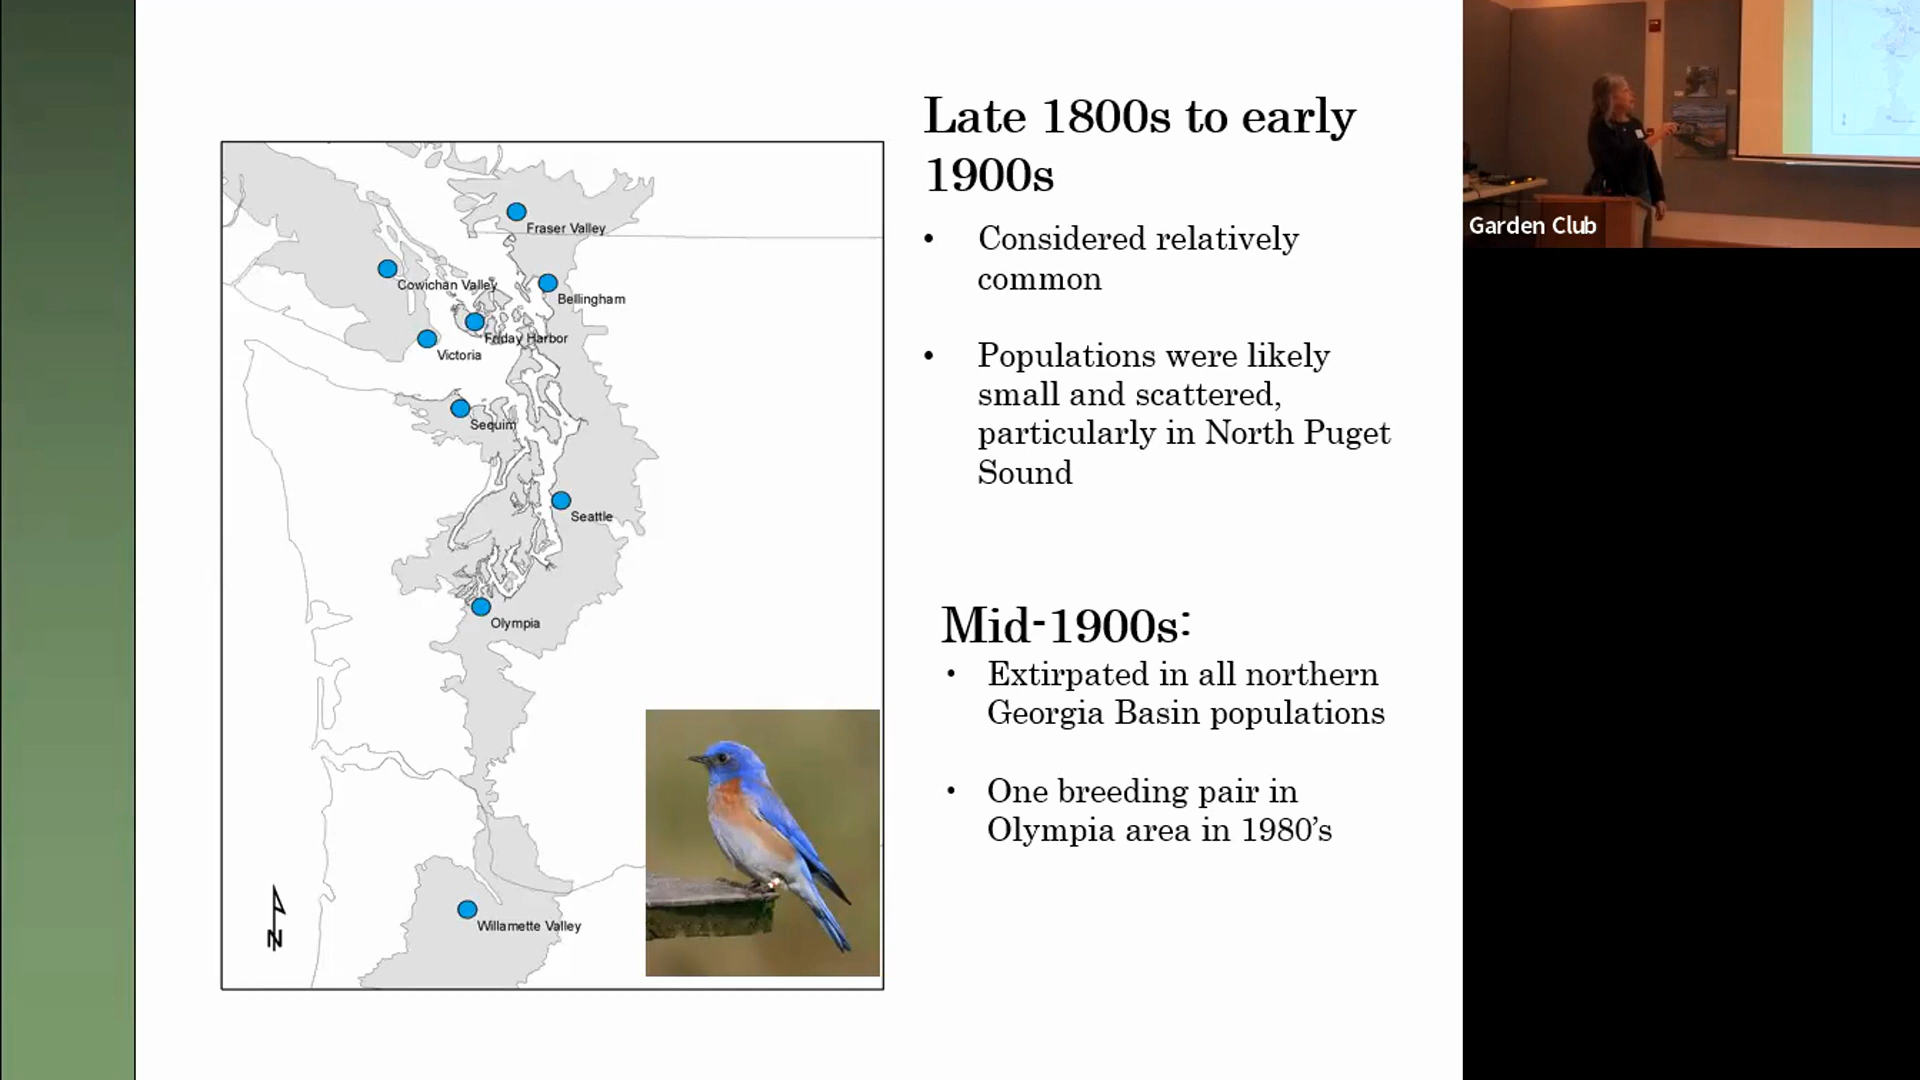 Late 1800s to early
1900s
• Considered relatively
common
• Populations were likely
small and scattered,
particularly in North Puget
Sound
Mid-1900s:
• Extirpated in all northern
Georgia Basin populations
• One breeding pair in
Olympia area in 1980’s
Fraser Valley
Cowichan Valley
Bellingham
Friday Harbor
Victoria
Sequim
Seattle
Olympia
Willamette Valley
N
Garden Club